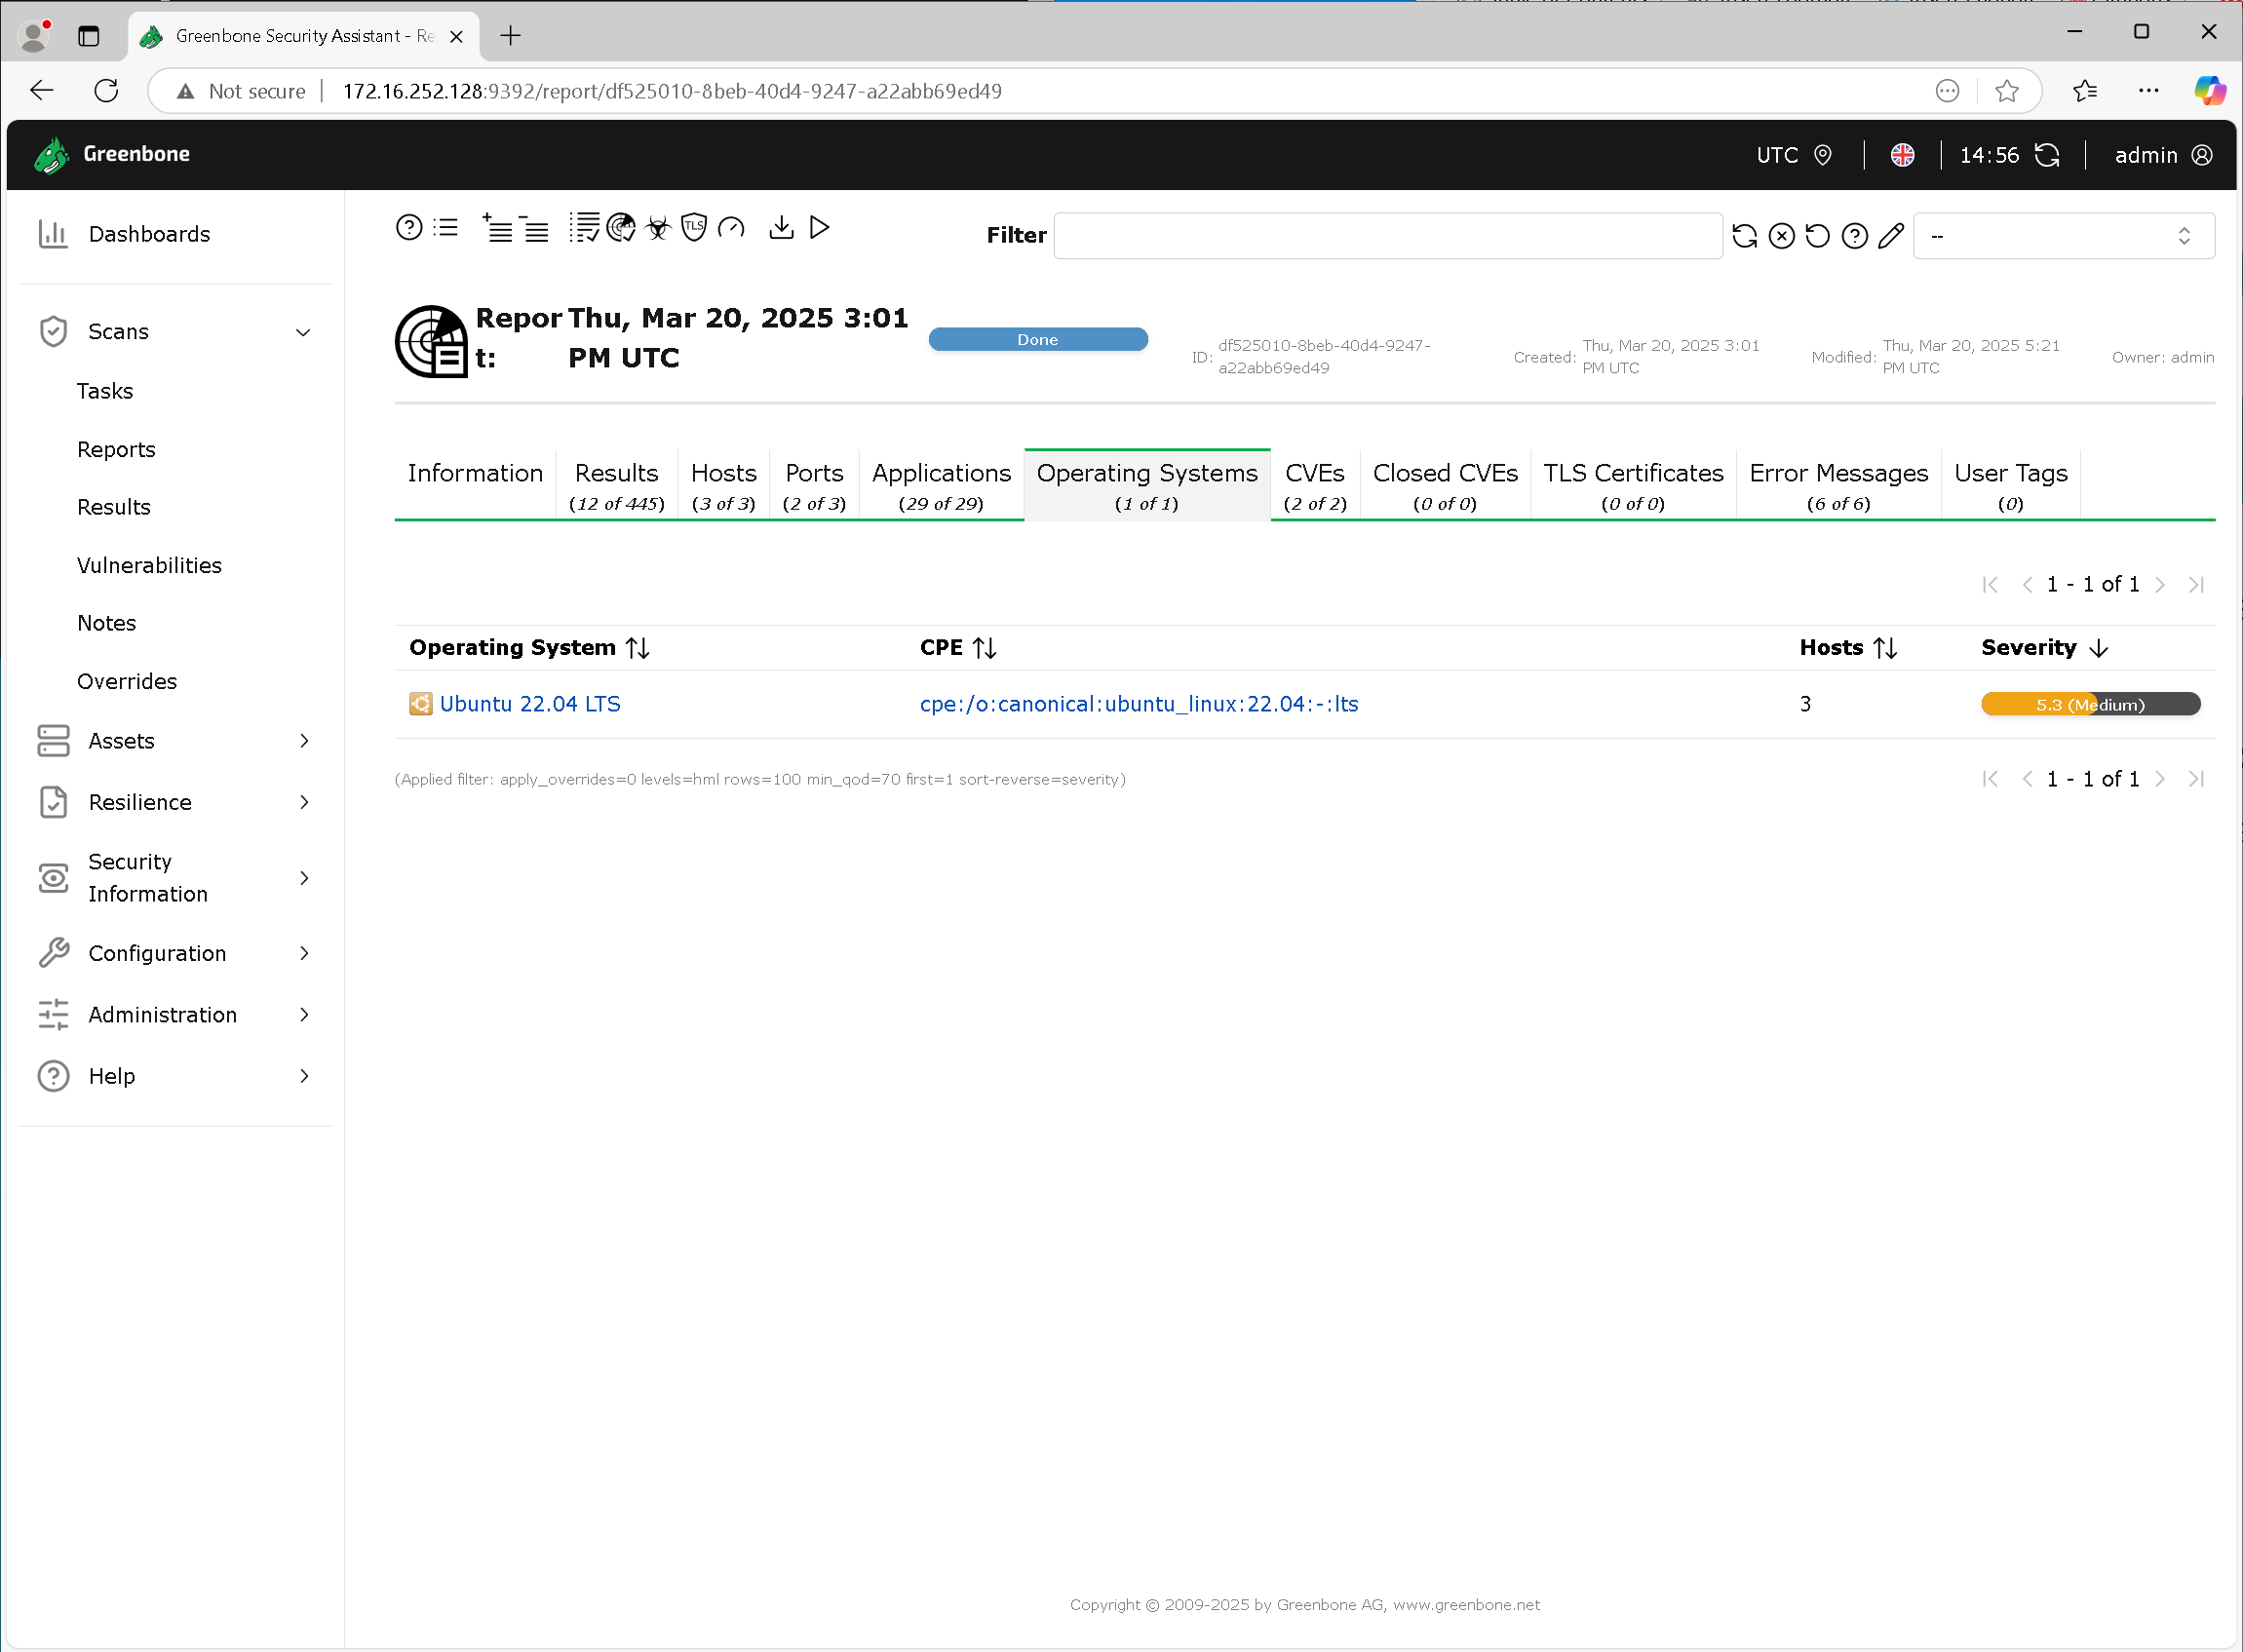 Greenbone Security Assistant - Re
Not secure
172.16.252.128:9392/report/df525010-8beb-40d4-9247-a22abb69ed49
Greenbone
UTC
14:56
admin
Dashboards
Scans
Tasks
Reports
Results
Vulnerabilities
Notes
Overrides
Assets
Resilience
Security
Information
Configuration
Administration
Help
TLS
Filter
--
Repor
t:
Thu, Mar 20, 2025 3:01
PM UTC
Done
ID: df525010-8beb-40d4-9247-
a22abb69ed49
Created: Thu, Mar 20, 2025 3:01
PM UTC
Modified: Thu, Mar 20, 2025 5:21
PM UTC
Owner: admin
Information
Results
(12 of 445)
Hosts
(3 of 3)
Ports
(2 of 3)
Applications
(29 of 29)
Operating Systems
(1 of 1)
CVEs
(2 of 2)
Closed CVEs
(0 of 0)
TLS Certificates
(0 of 0)
Error Messages
(6 of 6)
User Tags
(0)
1 - 1 of 1
Operating System CPE Hosts Severity
Ubuntu 22.04 LTS cpe:/o:canonical:ubuntu_linux:22.04:-:lts 3 5.3 (Medium)
(Applied filter: apply_overrides=0 levels=hml rows=100 min_qod=70 first=1 sort-reverse=severity)
1 - 1 of 1
Copyright © 2009-2025 by Greenbone AG, www.greenbone.net